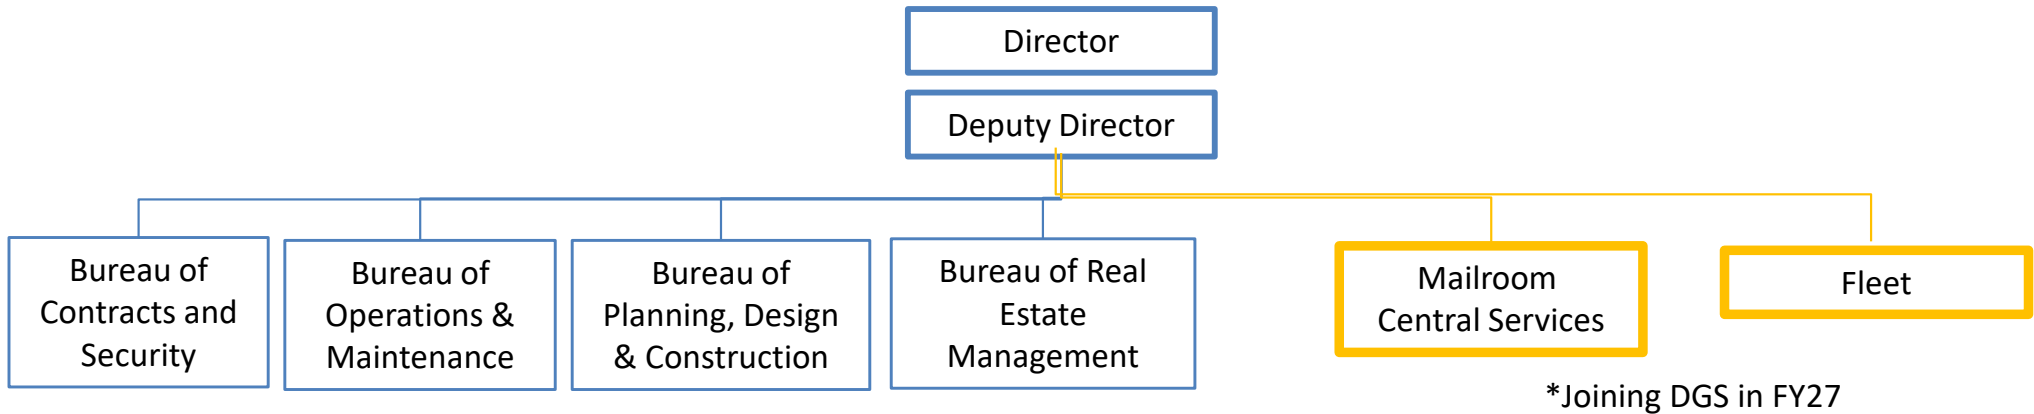 Director
Deputy Director
Bureau of
Contracts and
Security
Bureau of
Operations &
Maintenance
Bureau of
Planning, Design
& Construction
Bureau of Real
Estate
Management
Mailroom
Central Services
Fleet
*Joining DGS in FY27